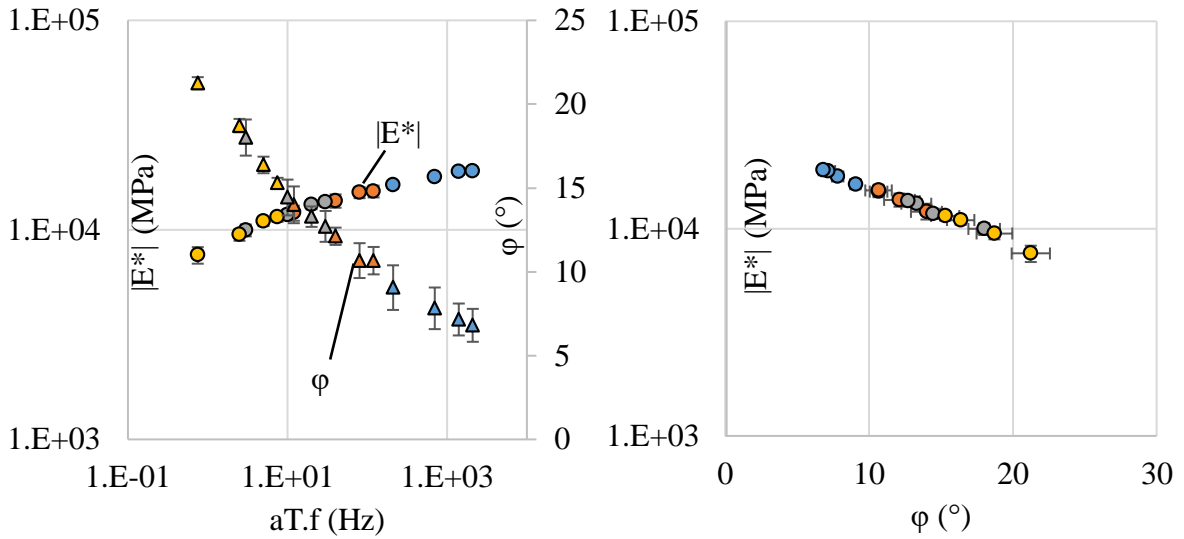 1.E+05
1.E+04
1.E+03
|E*| (MPa)
25
20
15
10
5
0
φ (°)
|E*|
φ
1.E-01
1.E+01
1.E+03
aT.f (Hz)
1.E+05
1.E+04
1.E+03
|E*| (MPa)
0
10
20
30
φ (°)